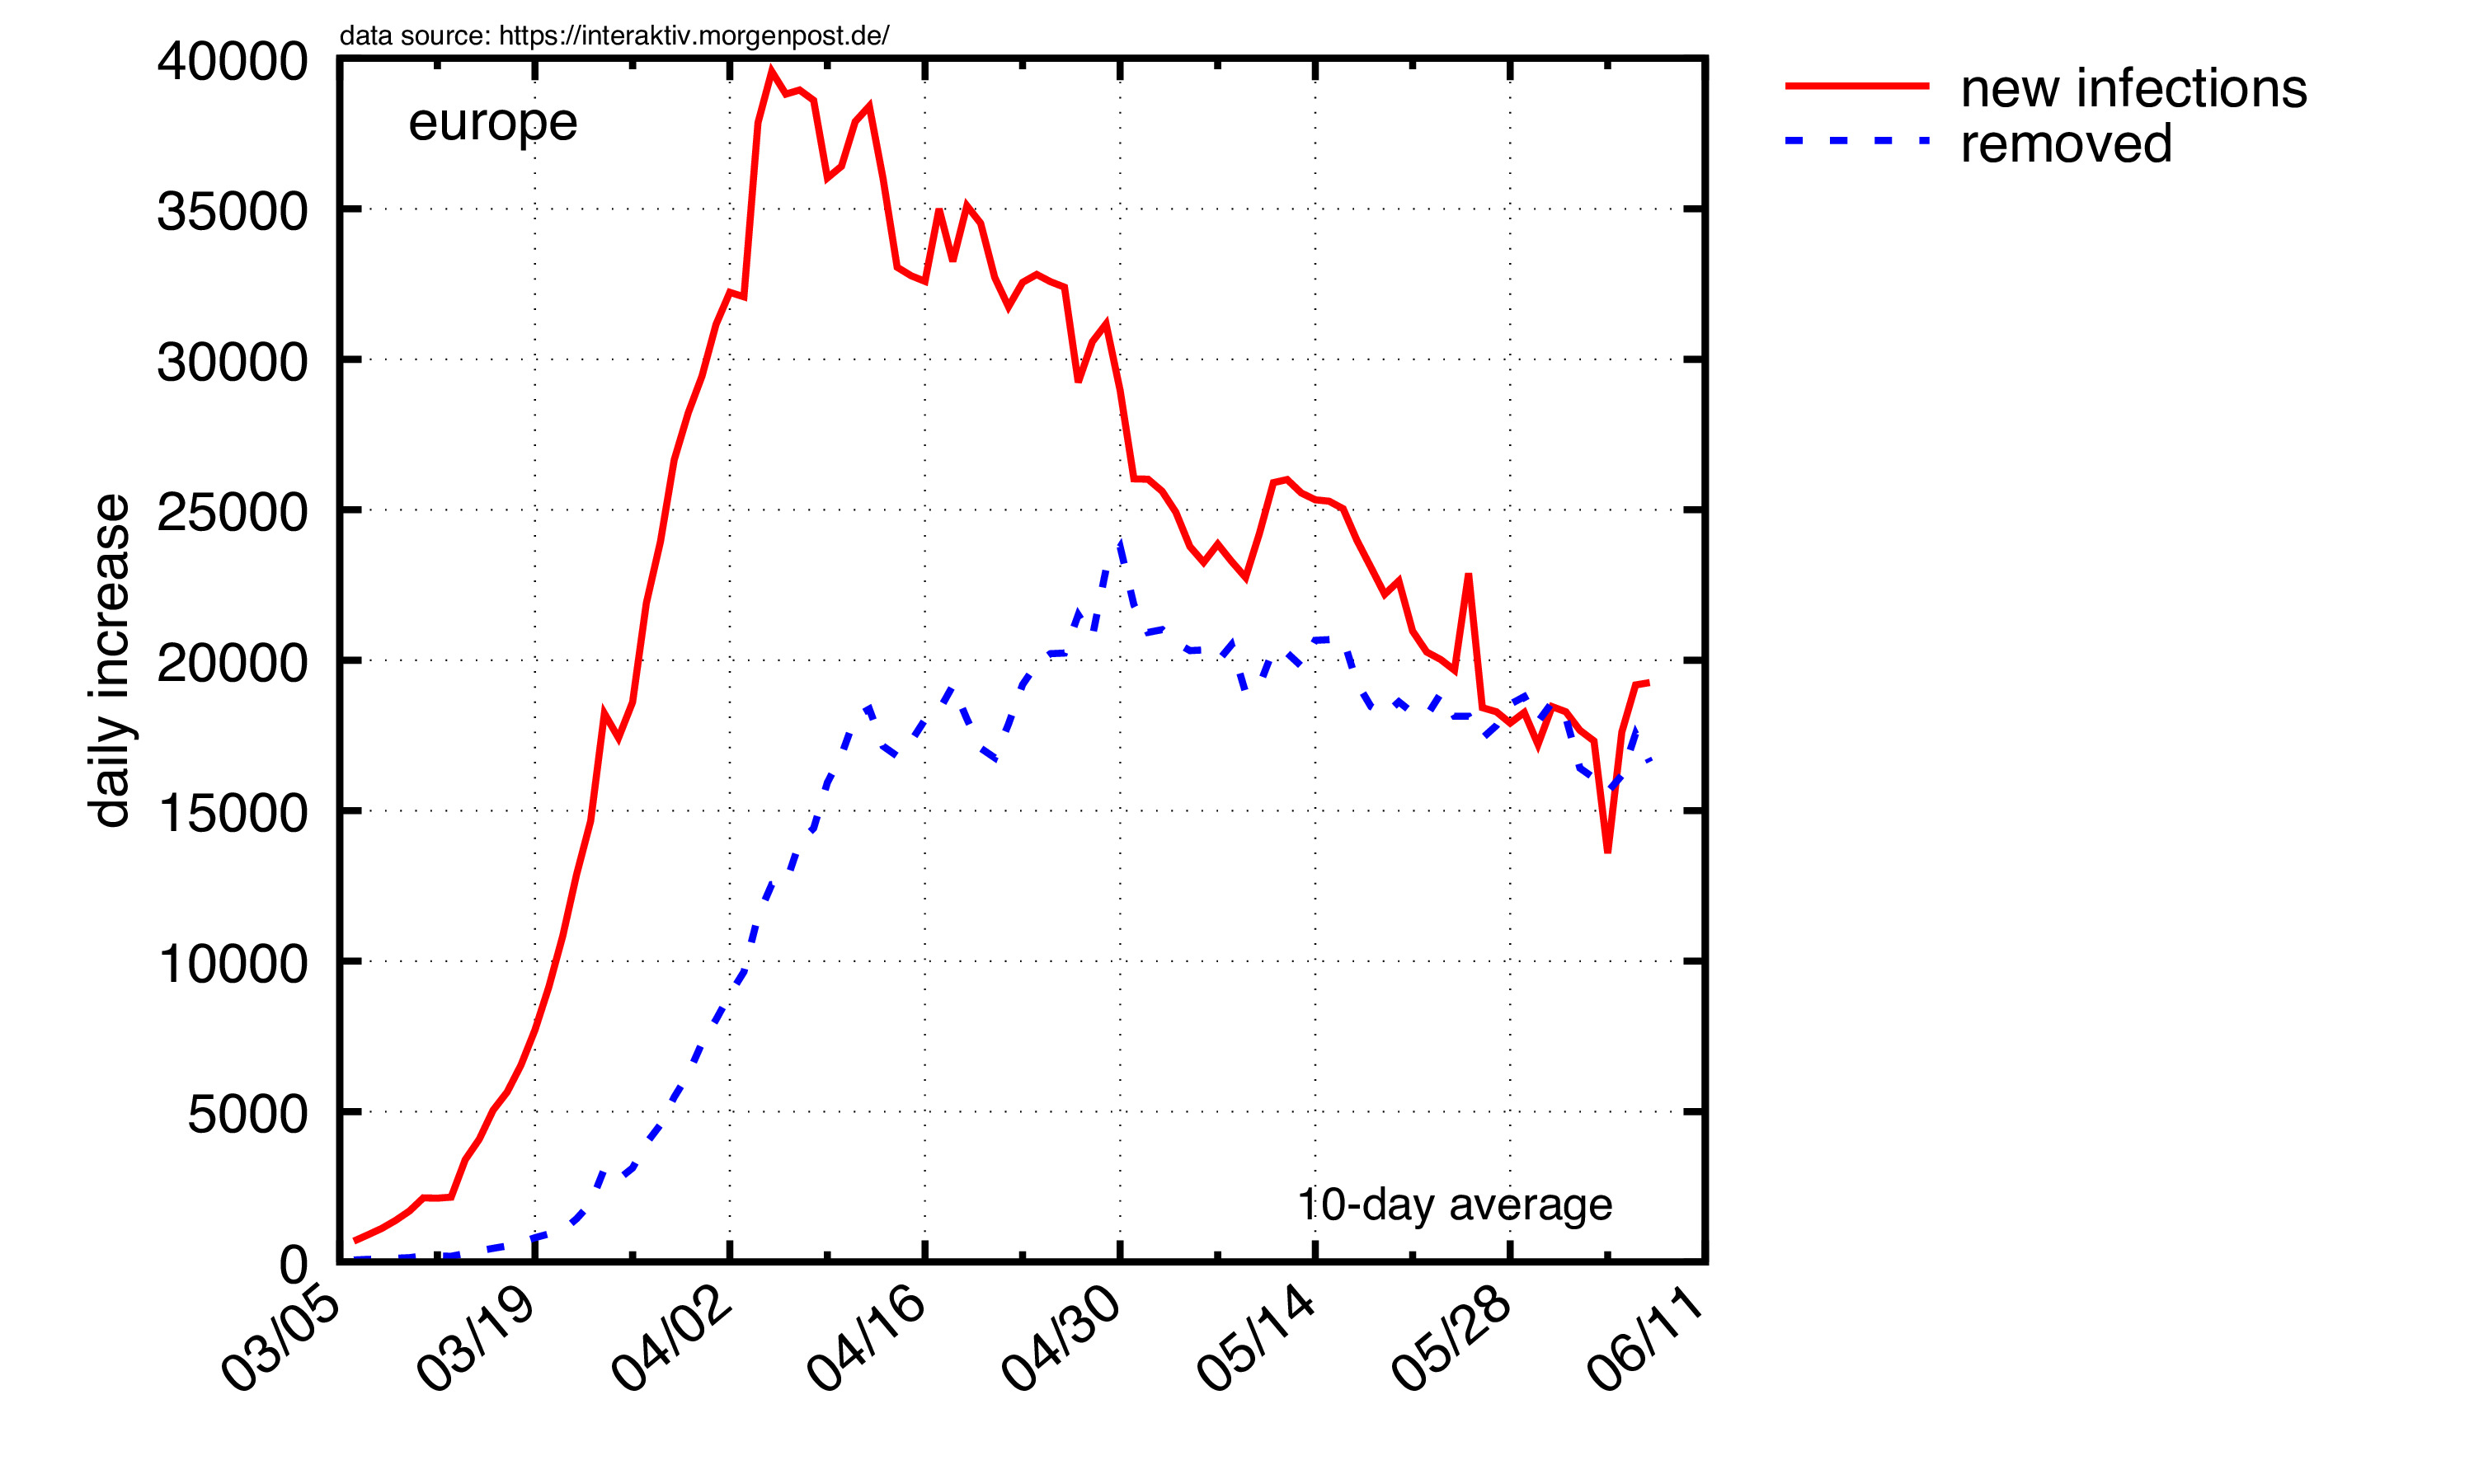 data source: https://interaktiv.morgenpost.de/
40000
35000
30000
25000
20000
15000
10000
5000
0
daily increase
europe
new infections
removed
10-day average
03/05
03/19
04/02
04/16
04/30
05/14
05/28
06/11